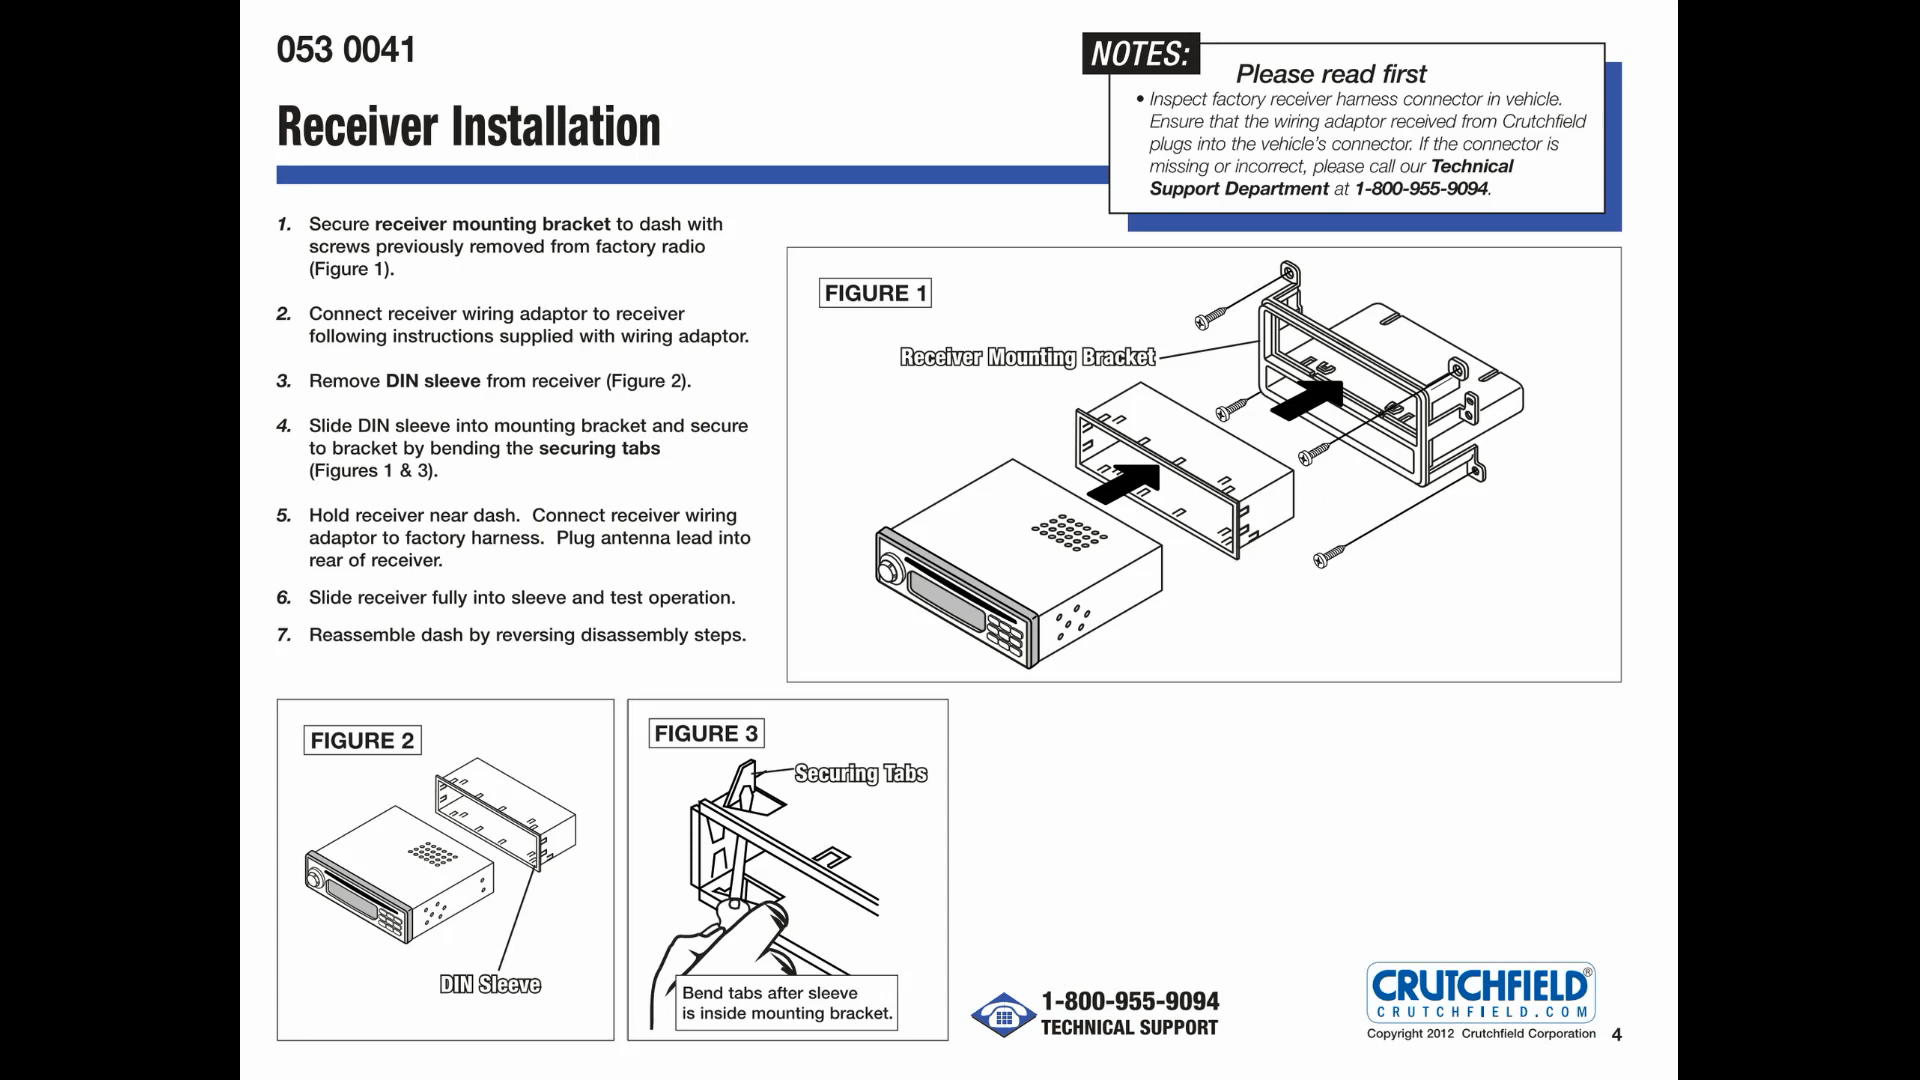 053 0041
Receiver Installation
NOTES:
Please read first
• Inspect factory receiver harness connector in vehicle.
Ensure that the wiring adaptor received from Crutchfield
plugs into the vehicle's connector. If the connector is
missing or incorrect, please call our Technical
Support Department at 1-800-955-9094.
1. Secure receiver mounting bracket to dash with
screws previously removed from factory radio
(Figure 1).
2. Connect receiver wiring adaptor to receiver
following instructions supplied with wiring adaptor.
3. Remove DIN sleeve from receiver (Figure 2).
4. Slide DIN sleeve into mounting bracket and secure
to bracket by bending the securing tabs
(Figures 1 & 3).
5. Hold receiver near dash. Connect receiver wiring
adaptor to factory harness. Plug antenna lead into
rear of receiver.
6. Slide receiver fully into sleeve and test operation.
7. Reassemble dash by reversing disassembly steps.
FIGURE 1
Receiver Mounting Bracket
FIGURE 2
DIN Sleeve
FIGURE 3
Securing Tabs
Bend tabs after sleeve
is inside mounting bracket.
1-800-955-9094
TECHNICAL SUPPORT
CRUTCHFIELD®
CRUTCHFIELD.COM
Copyright 2012 Crutchfield Corporation 4